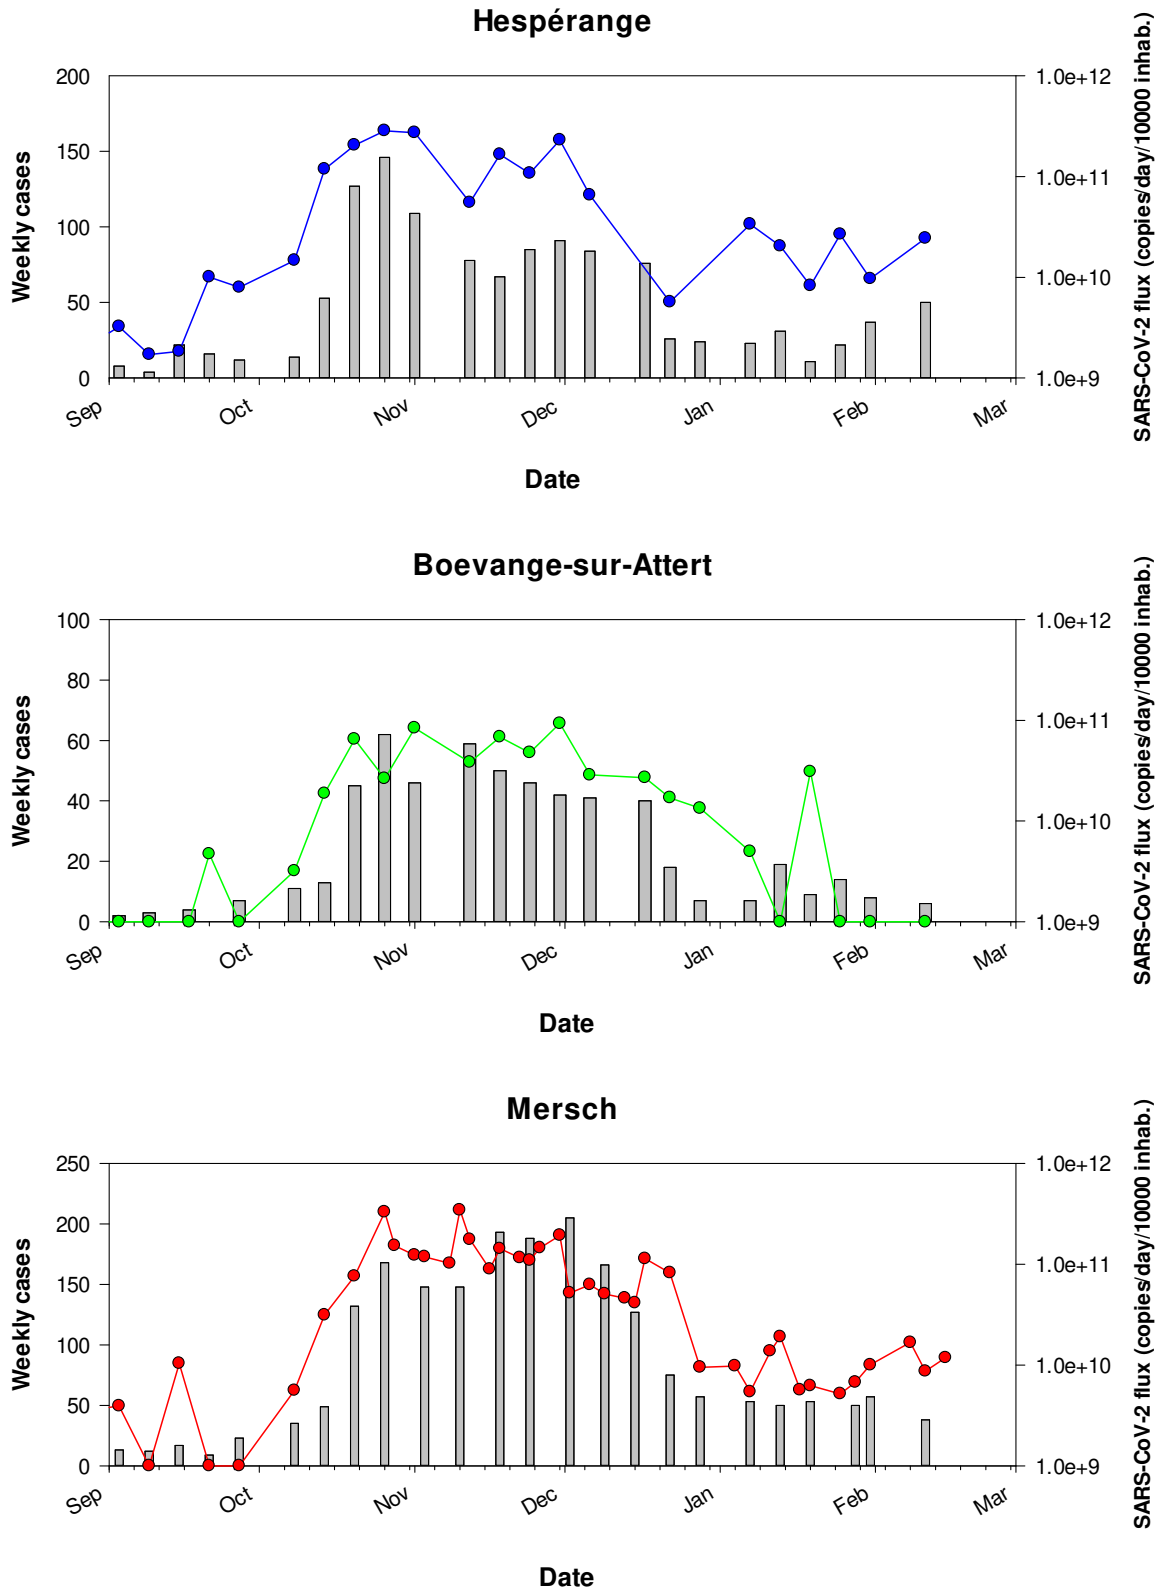 Hespérange
200
150
100
50
0
Weekly cases
1.0e+12
1.0e+11
1.0e+10
1.0e+9
SARS-CoV-2 flux (copies/day/10000 inhab.)
Sep Oct Nov Dec Jan Feb Mar
Date
Boevange-sur-Attert
100
80
60
40
20
0
Weekly cases
1.0e+12
1.0e+11
1.0e+10
1.0e+9
SARS-CoV-2 flux (copies/day/10000 inhab.)
Sep Oct Nov Dec Jan Feb Mar
Date
Mersch
250
200
150
100
50
0
Weekly cases
1.0e+12
1.0e+11
1.0e+10
1.0e+9
SARS-CoV-2 flux (copies/day/10000 inhab.)
Sep Oct Nov Dec Jan Feb Mar
Date